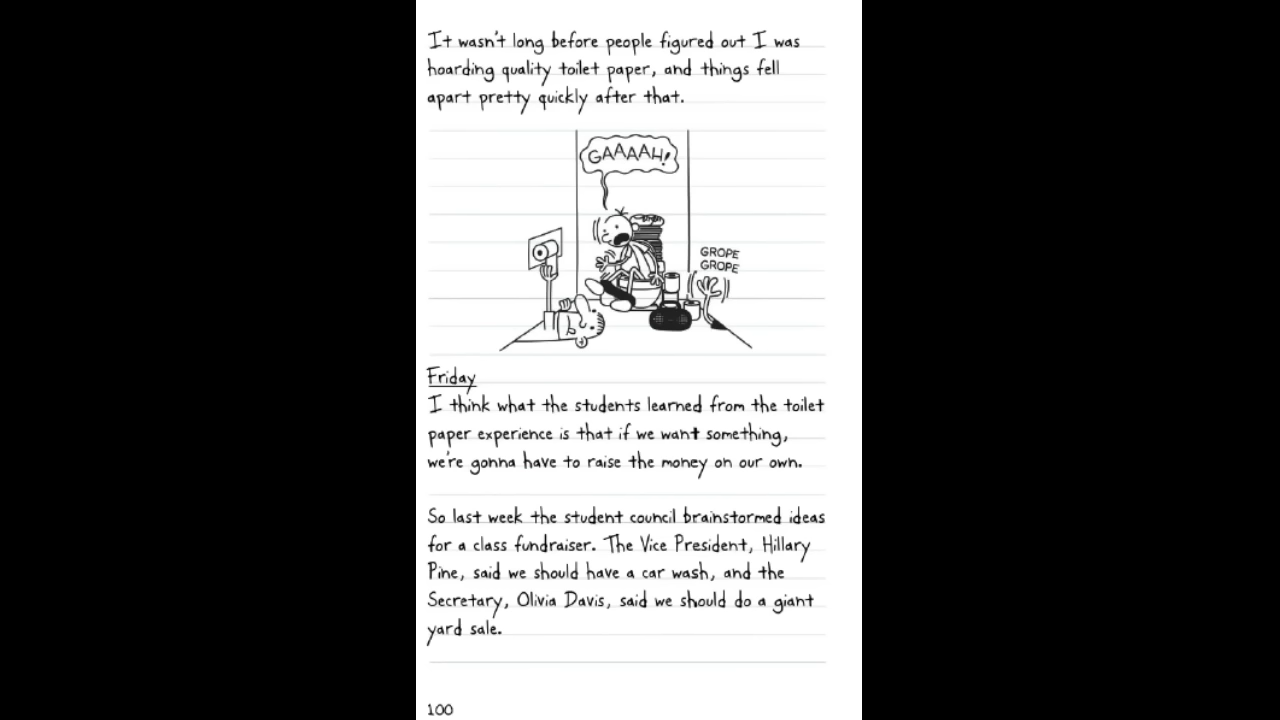 It wasn't long before people figured out I was
hoarding quality toilet paper, and things fell
apart pretty quickly after that.
GAAAAH!
GROPE
GROPE
Friday
I think what the students learned from the toilet
paper experience is that if we want something,
we're gonna have to raise the money on our own.
So last week the student council brainstormed ideas
for a class fundraiser. The Vice President, Hillary
Pine, said we should have a car wash, and the
Secretary, Olivia Davis, said we should do a giant
yard sale.
100